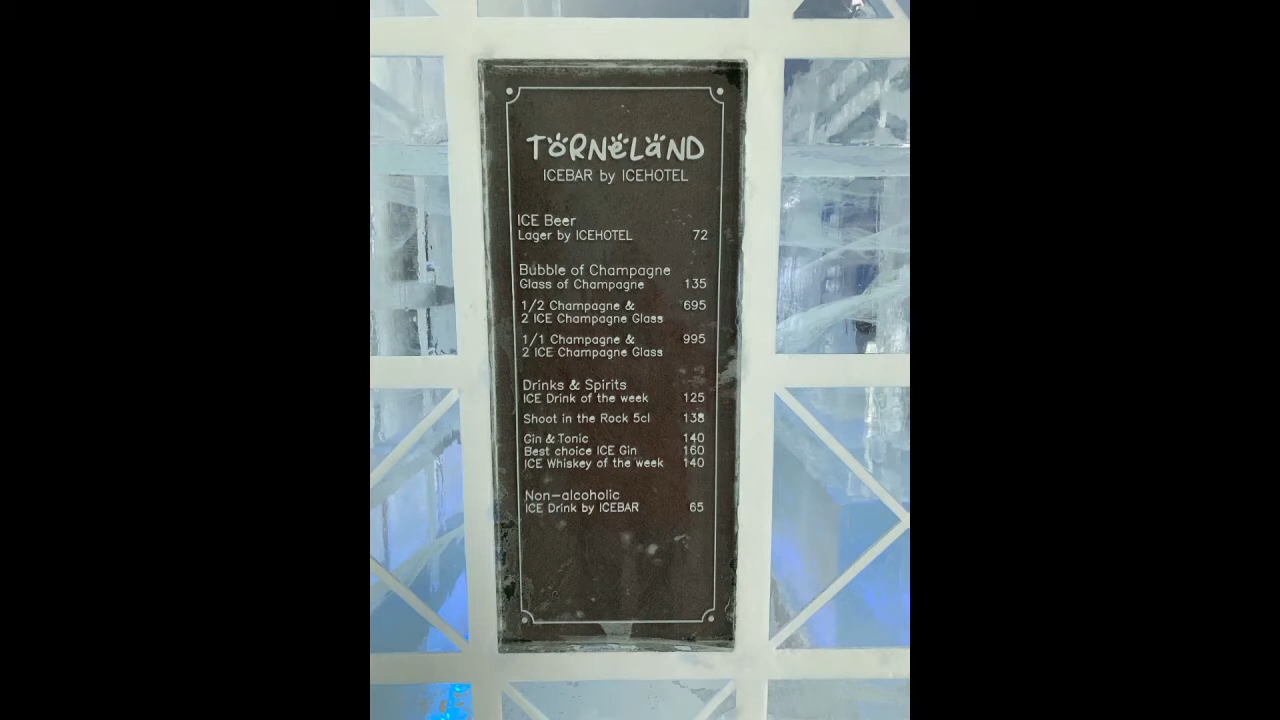 TORNELAND
ICEBAR by ICEHOTEL
ICE Beer
Lager by ICEHOTEL 72
Bubble of Champagne
Glass of Champagne 135
1/2 Champagne & 695
2 ICE Champagne Glass
1/1 Champagne & 995
2 ICE Champagne Glass
Drinks & Spirits
ICE Drink of the week 125
Shoot in the Rock 5cl 138
Gin & Tonic 140
Best choice ICE Gin 160
ICE Whiskey of the week 140
Non-alcoholic
ICE Drink by ICEBAR 65